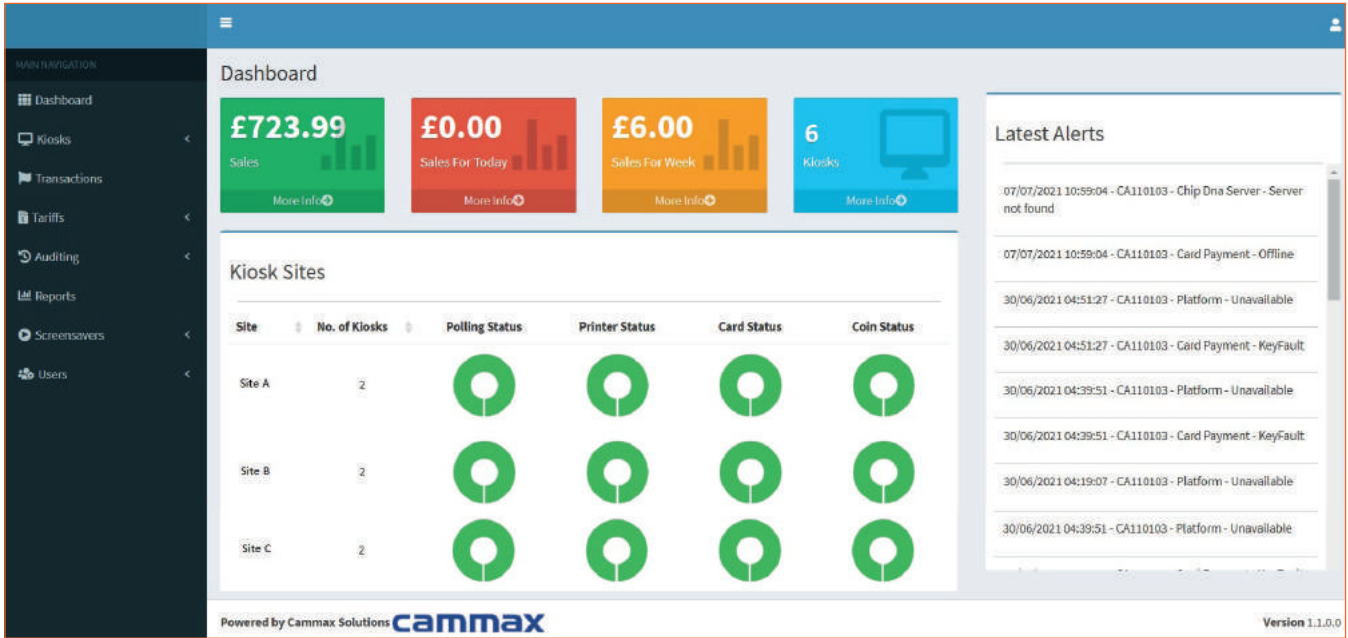 MAIN NAVIGATION
Dashboard
Kiosks
Transactions
Tariffs
Auditing
Reports
Screensavers
Users
Dashboard
£723.99
Sales
More Info
£0.00
Sales For Today
More Info
£6.00
Sales For Week
More Info
6
Kiosks
More Info
Kiosk Sites
Site No. of Kiosks Polling Status Printer Status Card Status Coin Status
Site A 2
Site B 2
Site C 2
Latest Alerts
07/07/2021 10:59:04 - CA110103 - Chip Dna Server - Server
not found
07/07/2021 10:59:04 - CA110103 - Card Payment - Offline
30/06/2021 04:51:27 - CA110103 - Platform - Unavailable
30/06/2021 04:51:27 - CA110103 - Card Payment - KeyFault
30/06/2021 04:39:51 - CA110103 - Platform - Unavailable
30/06/2021 04:39:51 - CA110103 - Card Payment - KeyFault
30/06/2021 04:19:07 - CA110103 - Platform - Unavailable
30/06/2021 04:39:51 - CA110103 - Platform - Unavailable
Powered by Cammax Solutions cammax
Version 1.1.0.0